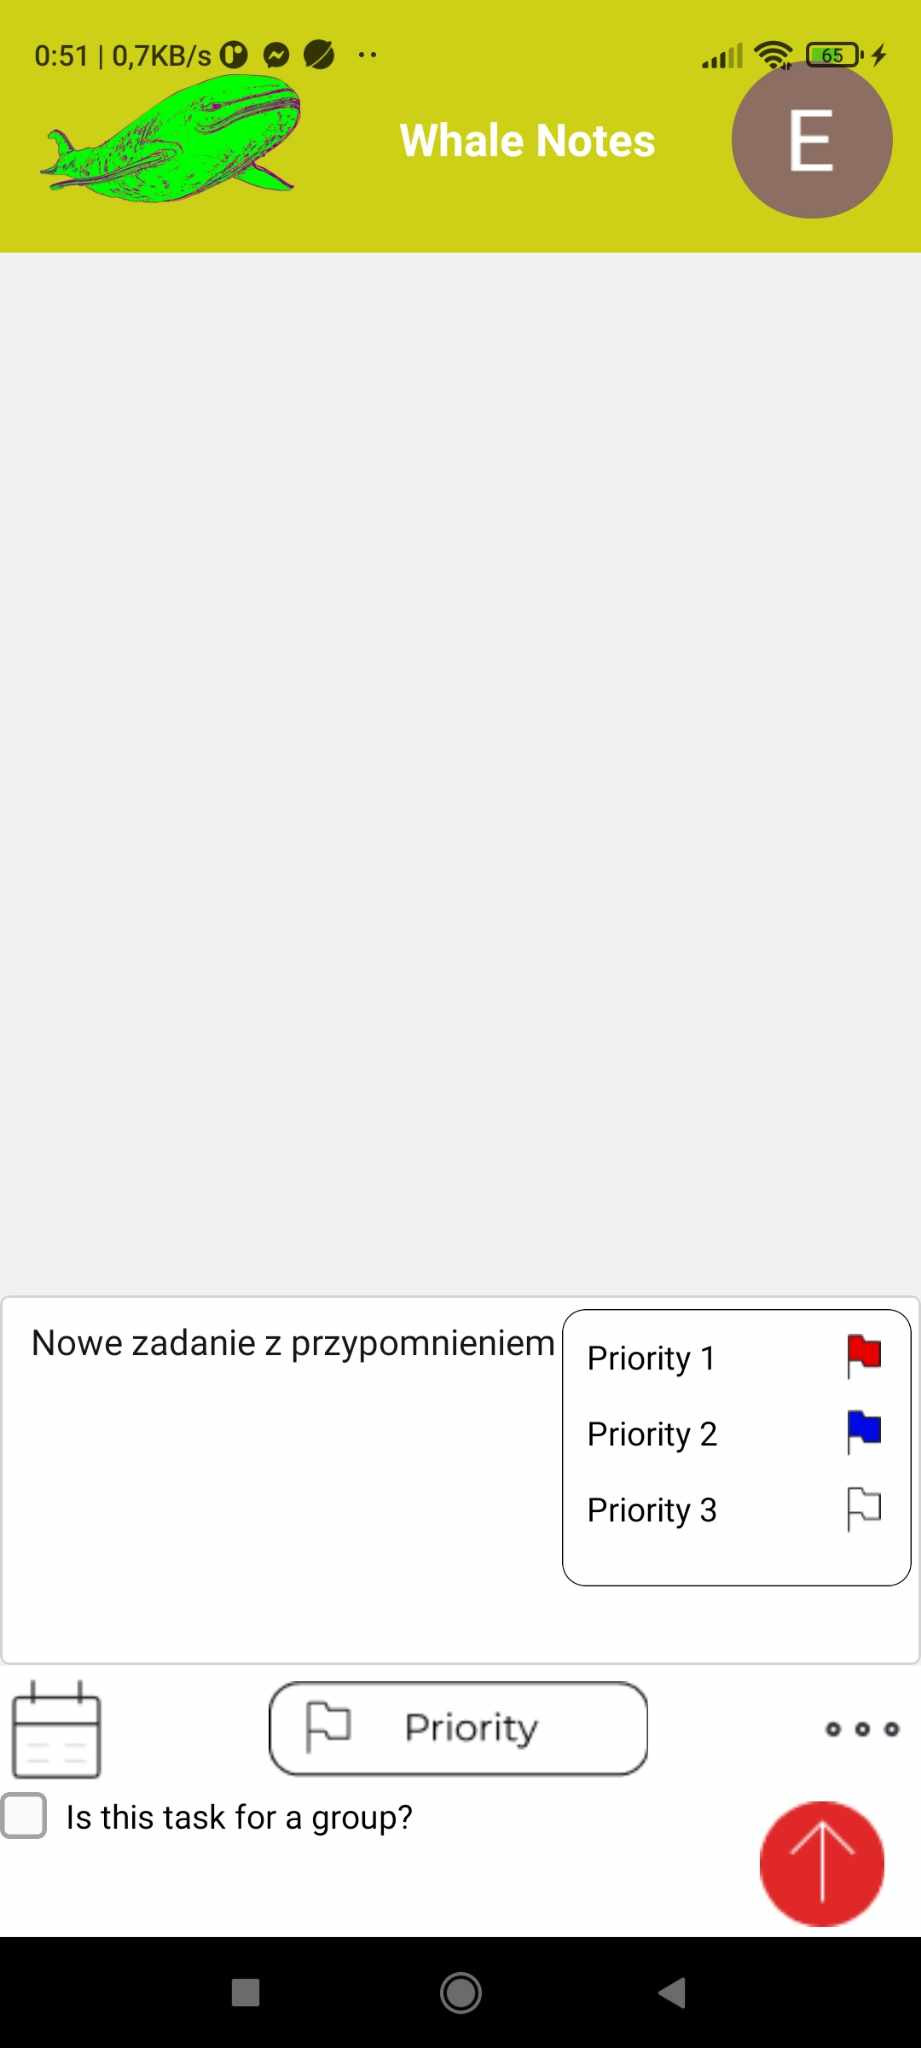 0:51 | 0,7KB/s
65
Whale Notes
E
Nowe zadanie z przypomnieniem
Priority 1
Priority 2
Priority 3
Priority
Is this task for a group?